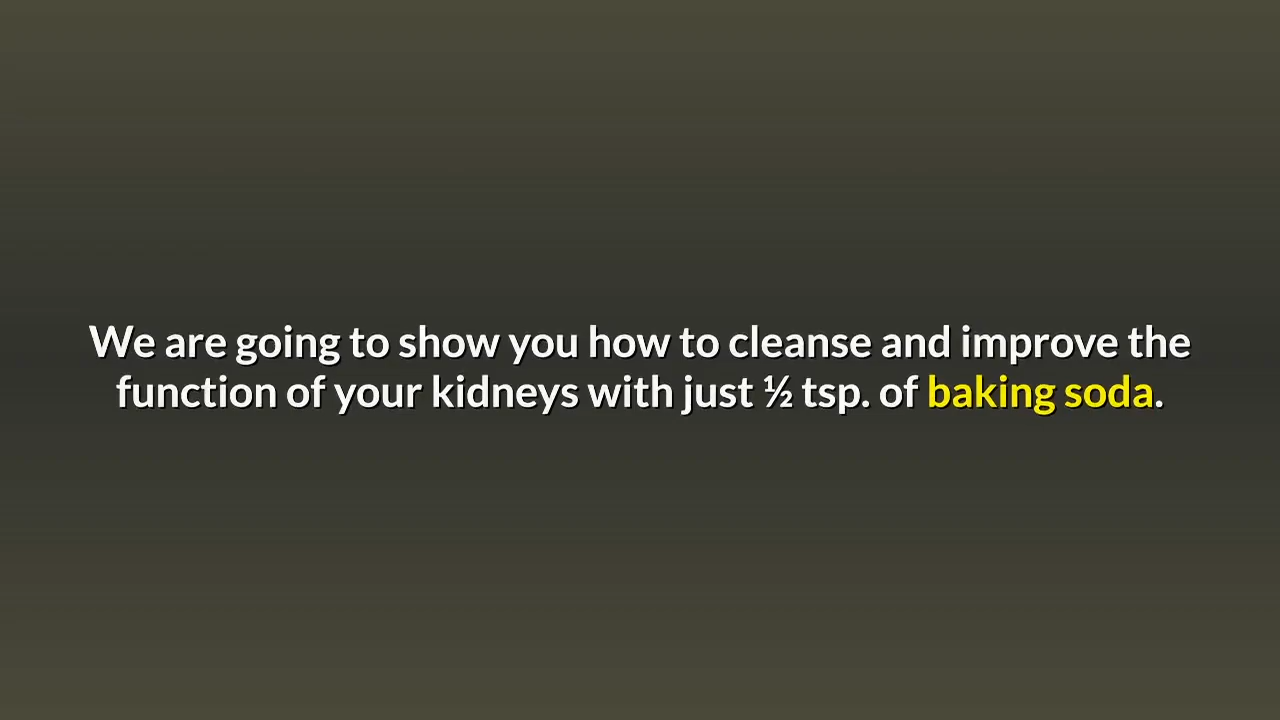 We are going to show you how to cleanse and improve the
function of your kidneys with just ½ tsp. of baking soda.